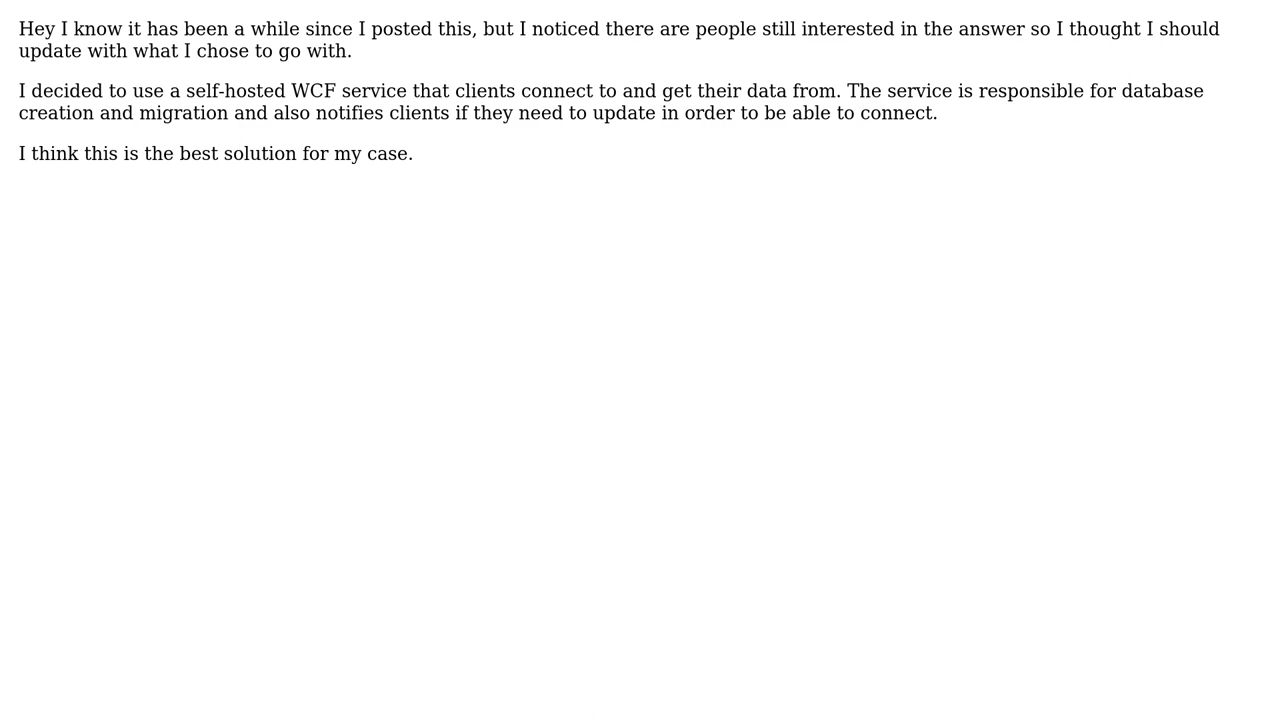 Hey I know it has been a while since I posted this, but I noticed there are people still interested in the answer so I thought I should
update with what I chose to go with.
I decided to use a self-hosted WCF service that clients connect to and get their data from. The service is responsible for database
creation and migration and also notifies clients if they need to update in order to be able to connect.
I think this is the best solution for my case.